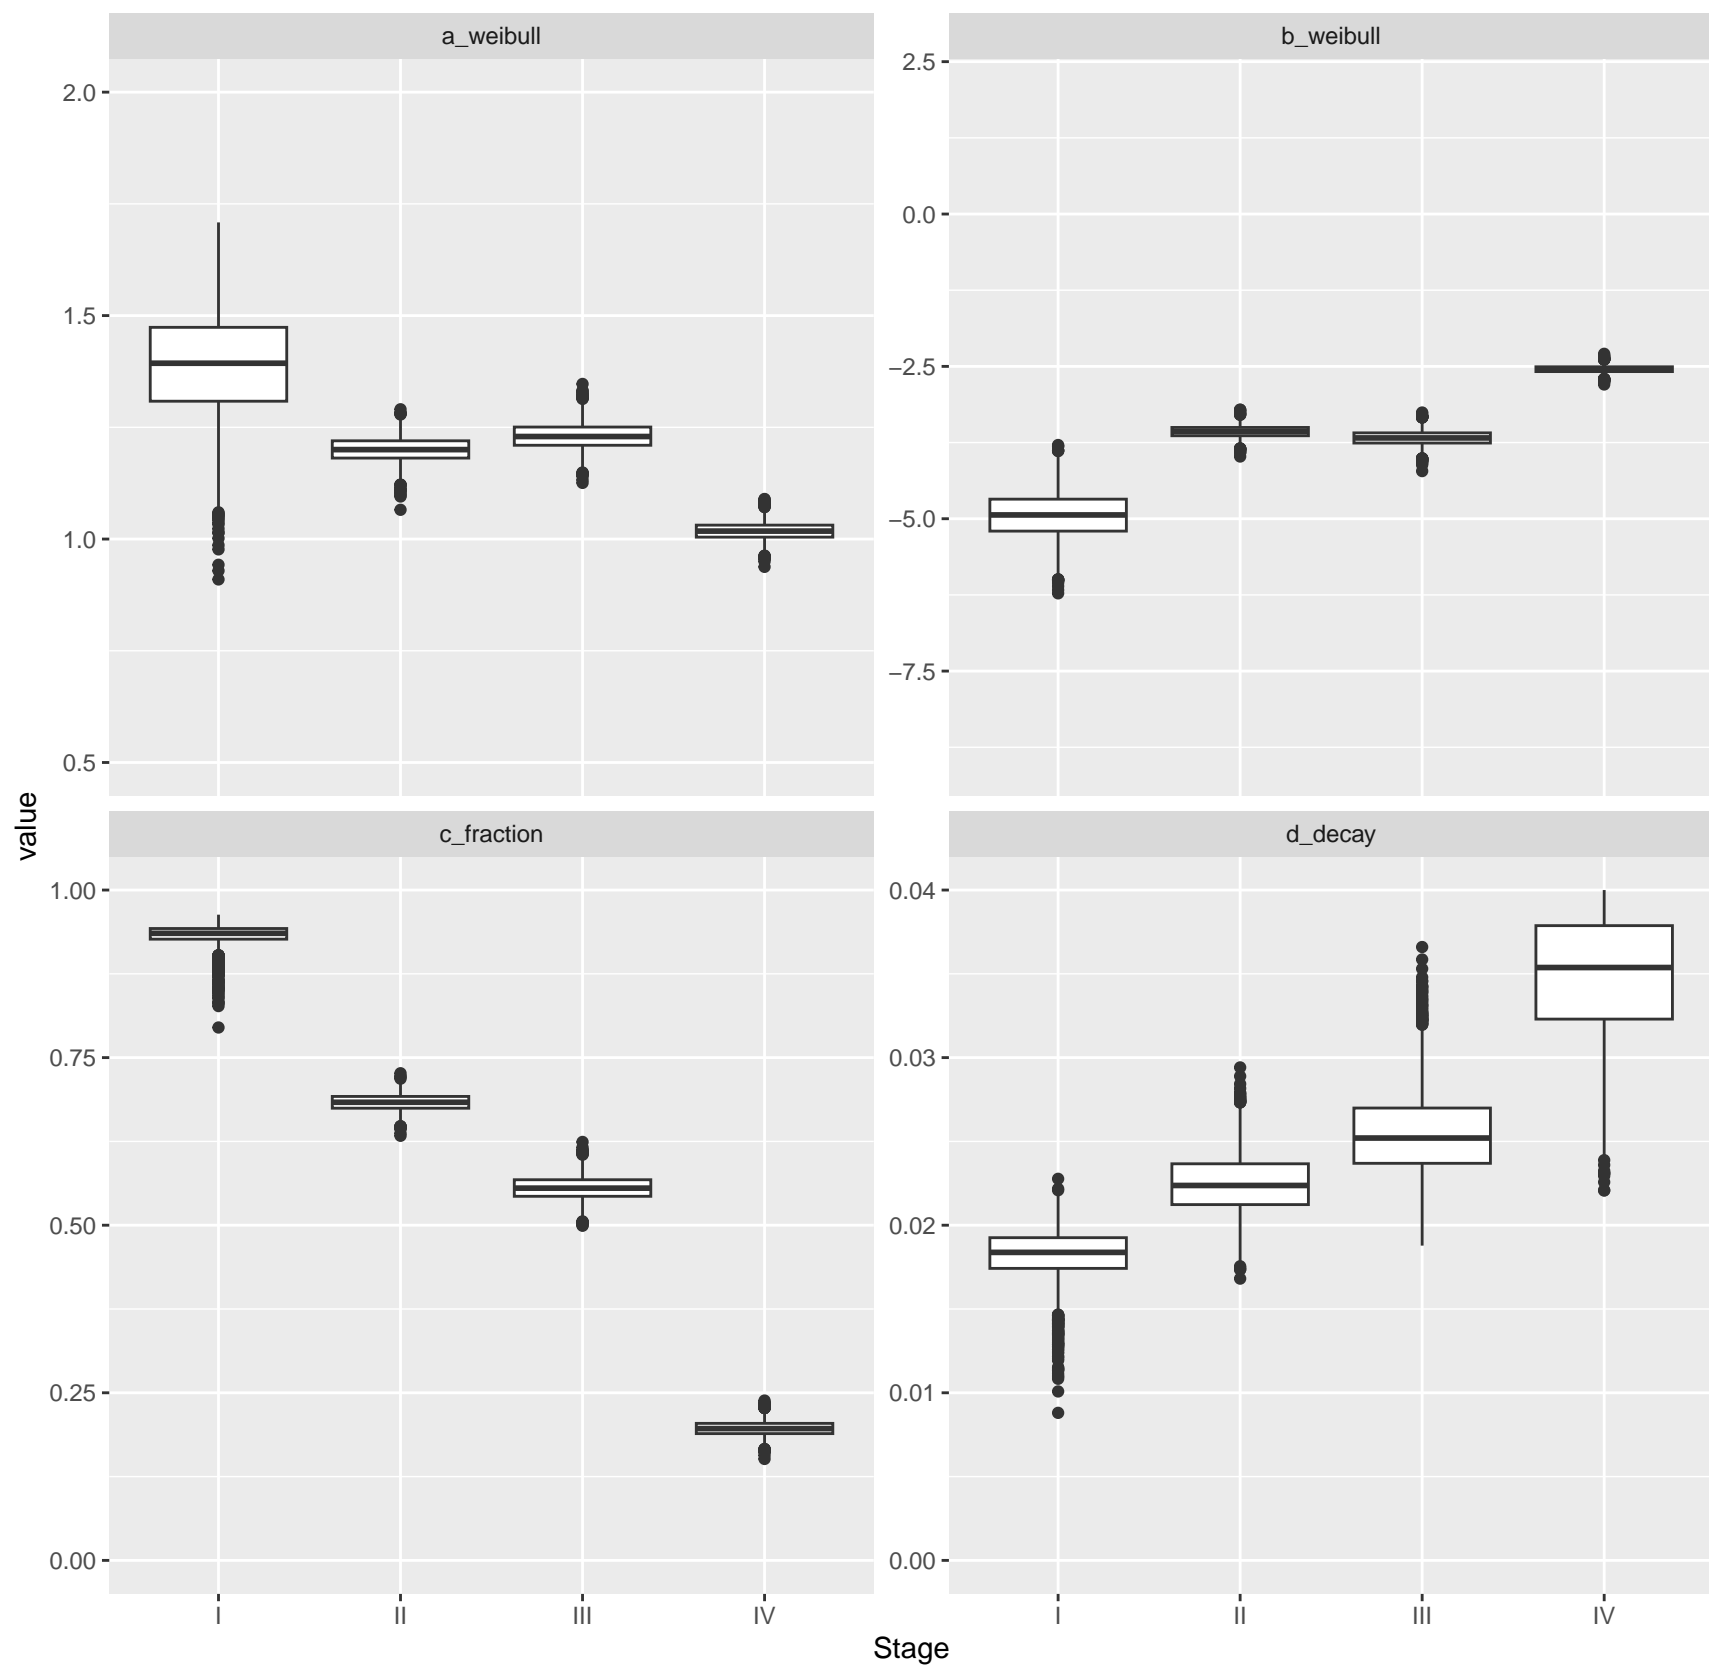 a_weibull
b_weibull
2.0
1.5
1.0
0.5
2.5
0.0
−2.5
−5.0
−7.5
value
c_fraction
d_decay
1.00
0.75
0.50
0.25
0.00
0.04
0.03
0.02
0.01
0.00
I II III IV
I II III IV
Stage